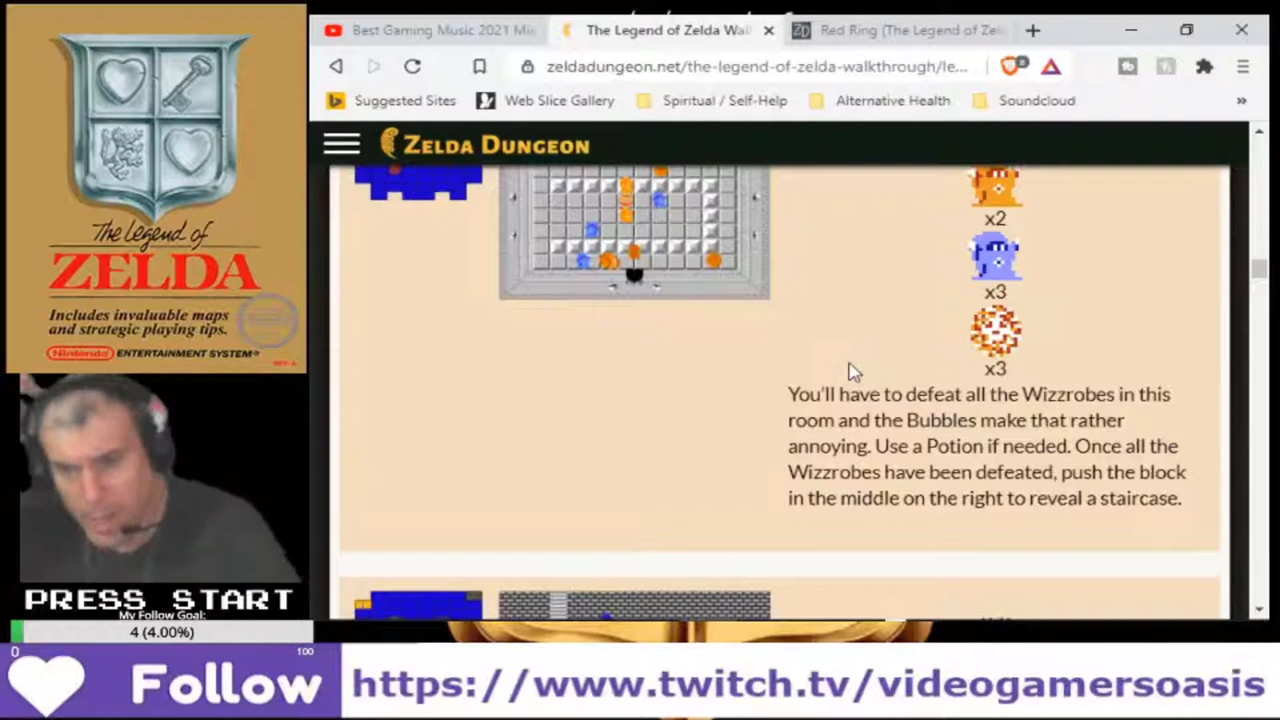 Best Gaming Music 2021 Mi
The Legend of Zelda Wal
Red Ring (The Legend of Zel
zeldadungeon.net/the-legend-of-zelda-walkthrough/le...
Suggested Sites
Web Slice Gallery
Spiritual / Self-Help
Alternative Health
Soundcloud
»
ZELDA DUNGEON
The Legend of
ZELDA
Includes invaluable maps
and strategic playing tips.
Nintendo ENTERTAINMENT SYSTEM®
x2
x3
x3
You'll have to defeat all the Wizzrobes in this
room and the Bubbles make that rather
annoying. Use a Potion if needed. Once all the
Wizzrobes have been defeated, push the block
in the middle on the right to reveal a staircase.
PRESS START
My Follow Goal:
4 (4.00%)
0
100
Follow
https://www.twitch.tv/videogamersoasis